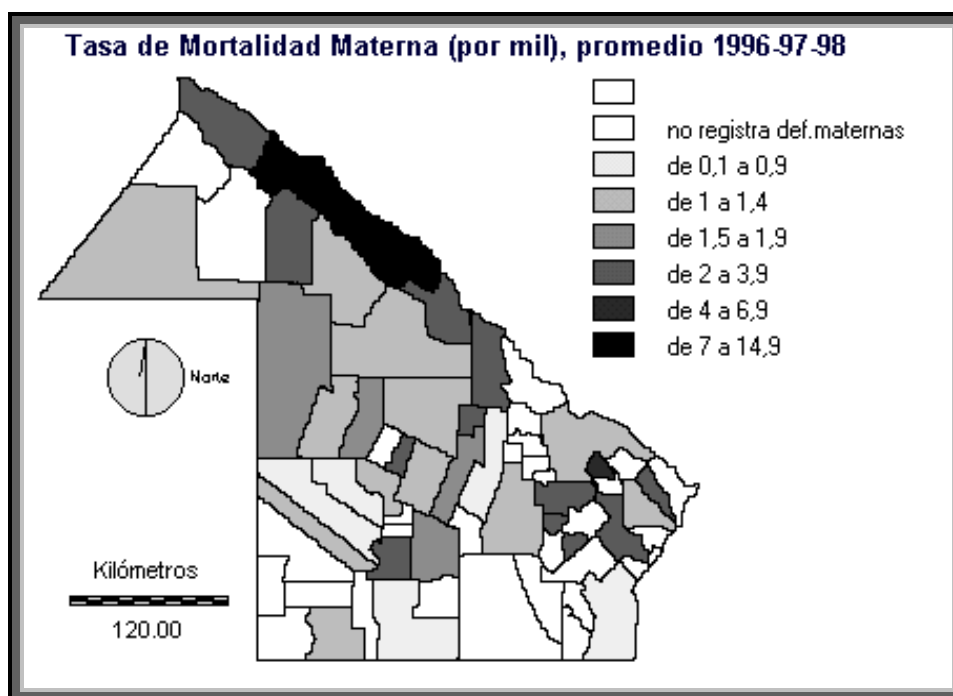 Tasa de Mortalidad Materna (por mil), promedio 1996-97-98
no registra def.maternas
de 0,1 a 0,9
de 1 a 1,4
de 1,5 a 1,9
de 2 a 3,9
de 4 a 6,9
de 7 a 14,9
Norte
Kilómetros
120.00